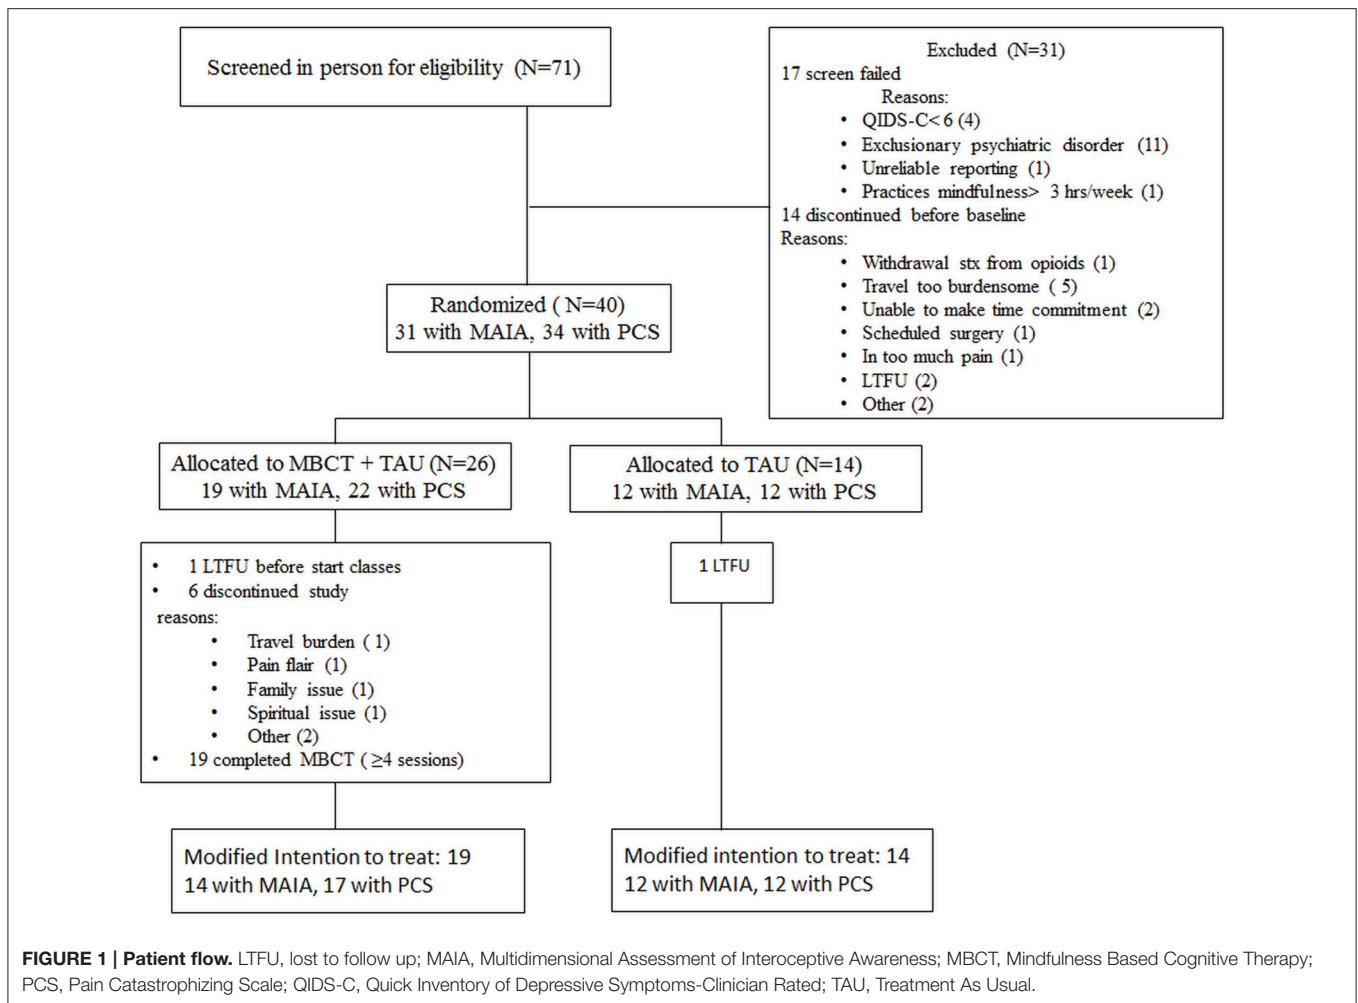 Screened in person for eligibility (N=71)
Excluded (N=31)
17 screen failed
Reasons:
• QIDS-C< 6 (4)
• Exclusionary psychiatric disorder (11)
• Unreliable reporting (1)
• Practices mindfulness> 3 hrs/week (1)
14 discontinued before baseline
Reasons:
• Withdrawal stx from opioids (1)
• Travel too burdensome ( 5)
• Unable to make time commitment (2)
• Scheduled surgery (1)
• In too much pain (1)
• LTFU (2)
• Other (2)
Randomized ( N=40)
31 with MAIA, 34 with PCS
Allocated to MBCT + TAU (N=26)
19 with MAIA, 22 with PCS
Allocated to TAU (N=14)
12 with MAIA, 12 with PCS
• 1 LTFU before start classes
• 6 discontinued study
reasons:
• Travel burden ( 1)
• Pain flair (1)
• Family issue (1)
• Spiritual issue (1)
• Other (2)
• 19 completed MBCT ( ≥4 sessions)
1 LTFU
Modified Intention to treat: 19
14 with MAIA, 17 with PCS
Modified intention to treat: 14
12 with MAIA, 12 with PCS
FIGURE 1 | Patient flow. LTFU, lost to follow up; MAIA, Multidimensional Assessment of Interoceptive Awareness; MBCT, Mindfulness Based Cognitive Therapy;
PCS, Pain Catastrophizing Scale; QIDS-C, Quick Inventory of Depressive Symptoms-Clinician Rated; TAU, Treatment As Usual.